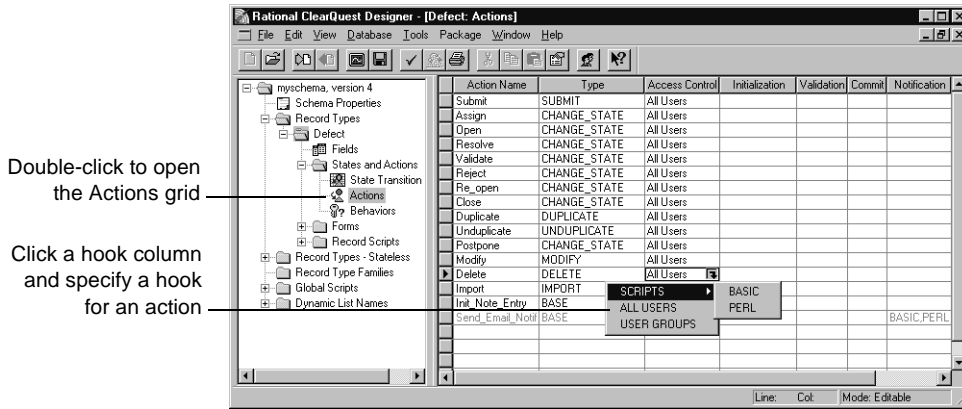 Rational ClearQuest Designer - [Defect: Actions]
File Edit View Database Tools Package Window Help
myschema, version 4
Schema Properties
Record Types
Defect
Fields
States and Actions
State Transition
Actions
Behaviors
Forms
Record Scripts
Record Types - Stateless
Record Type Families
Global Scripts
Dynamic List Names
Double-click to open
the Actions grid
Click a hook column
and specify a hook
for an action
Action Name Type Access Control Initialization Validation Commit Notification
Submit SUBMIT All Users
Assign CHANGE_STATE All Users
Open CHANGE_STATE All Users
Resolve CHANGE_STATE All Users
Validate CHANGE_STATE All Users
Reject CHANGE_STATE All Users
Re_open CHANGE_STATE All Users
Close CHANGE_STATE All Users
Duplicate DUPLICATE All Users
Unduplicate UNDUPLICATE All Users
Postpone CHANGE_STATE All Users
Modify MODIFY All Users
Delete DELETE All Users
Import IMPORT
Init_Note_Entry BASE
Send_Email_Notif BASE BASIC,PERL
SCRIPTS
ALL USERS
USER GROUPS
BASIC
PERL
Line: Col: Mode: Editable